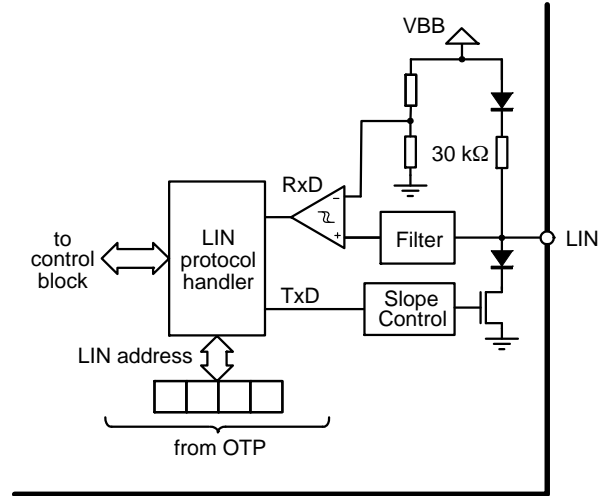 VBB
30 kΩ
RxD
−
+
LIN
protocol
handler
to
control
block
Filter
LIN
TxD
Slope
Control
LIN address
from OTP